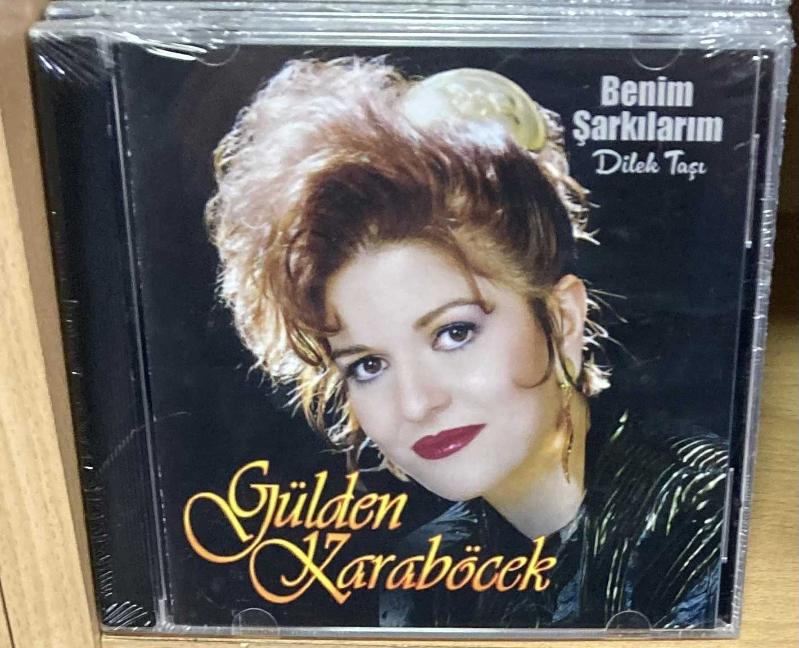 Benim
Şarkılarım
Dilek Taşı
Gülden
Karaböcek